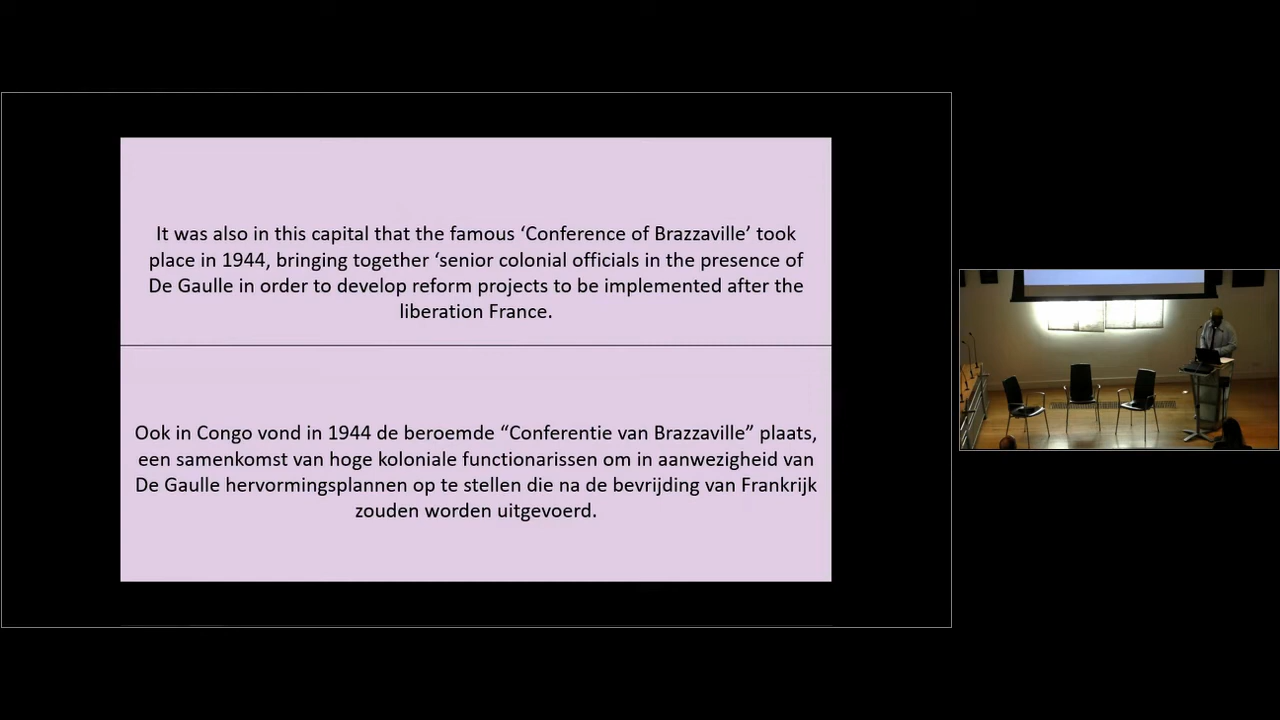 It was also in this capital that the famous ‘Conference of Brazzaville’ took
place in 1944, bringing together ‘senior colonial officials in the presence of
De Gaulle in order to develop reform projects to be implemented after the
liberation France.
Ook in Congo vond in 1944 de beroemde “Conferentie van Brazzaville” plaats,
een samenkomst van hoge koloniale functionarissen om in aanwezigheid van
De Gaulle hervormingsplannen op te stellen die na de bevrijding van Frankrijk
zouden worden uitgevoerd.